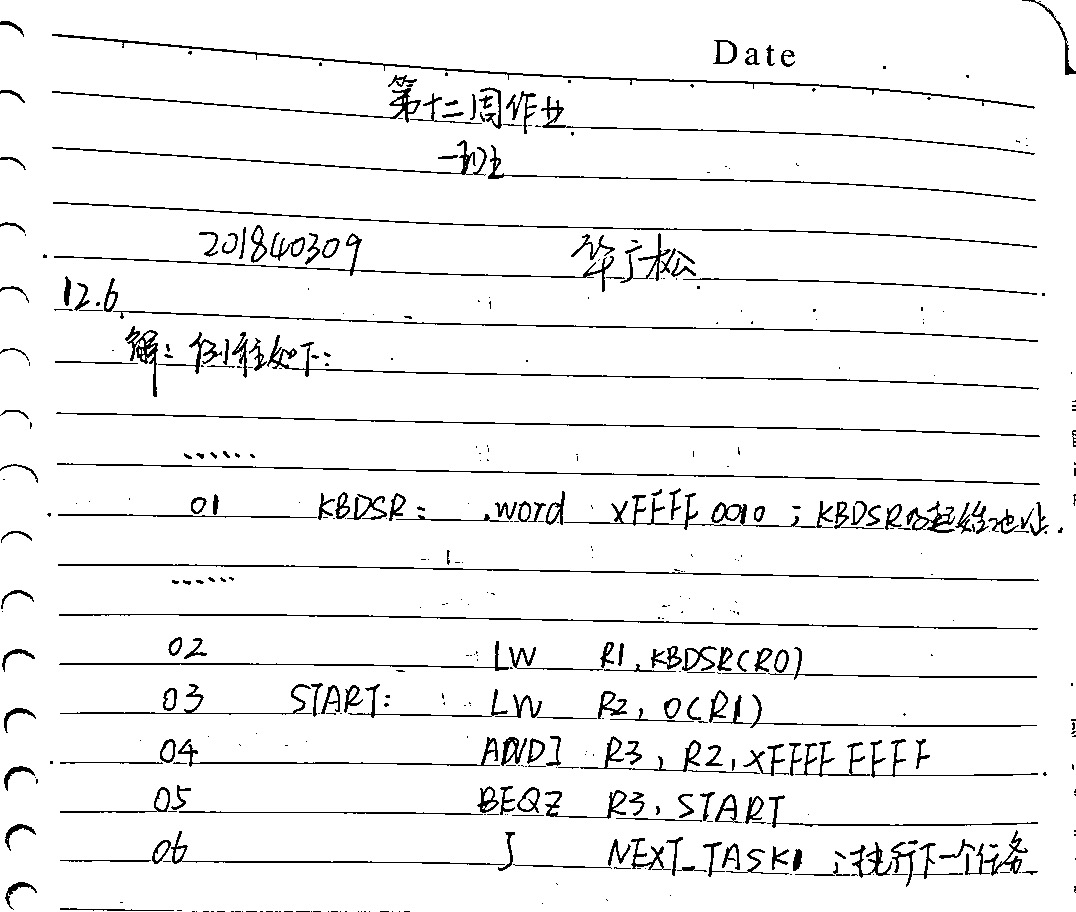 Date
第十二周作业
一班
201840309 华广松
12.6
解：例程如下：
......
01 KBDSR： .word xFFFF 0010 ；KBDSR的起始地址.
......
02 LW R1, KBDSR(R0)
03 START： LW R2, 0(R1)
04 ANDI R3, R2, xFFFF FFFF
05 BEQZ R3, START
06 J NEXT_TASK ；执行下一个任务